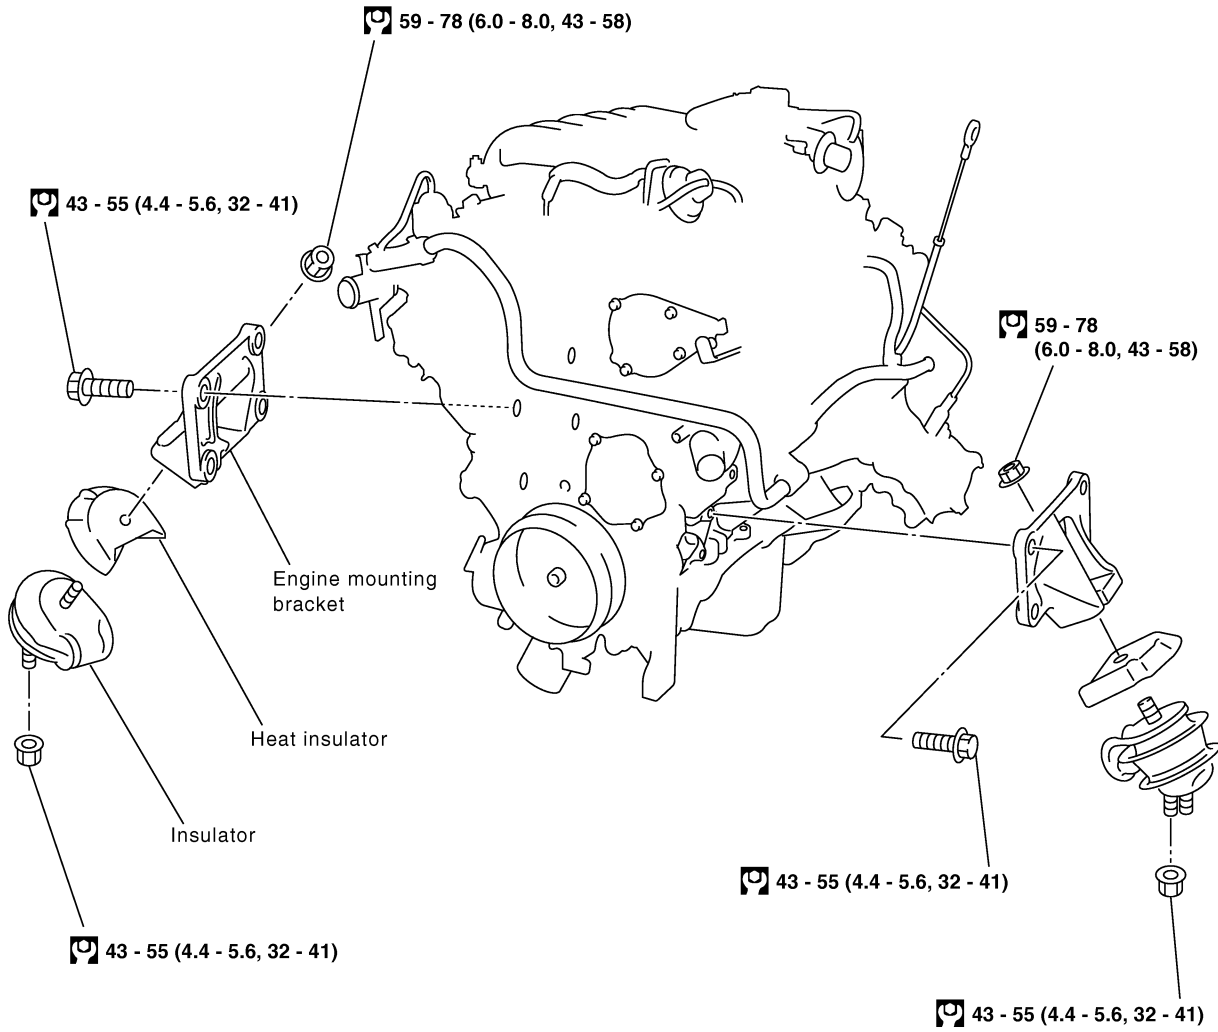 59 - 78 (6.0 - 8.0, 43 - 58)
43 - 55 (4.4 - 5.6, 32 - 41)
59 - 78
(6.0 - 8.0, 43 - 58)
Engine mounting
bracket
Heat insulator
Insulator
43 - 55 (4.4 - 5.6, 32 - 41)
43 - 55 (4.4 - 5.6, 32 - 41)
43 - 55 (4.4 - 5.6, 32 - 41)